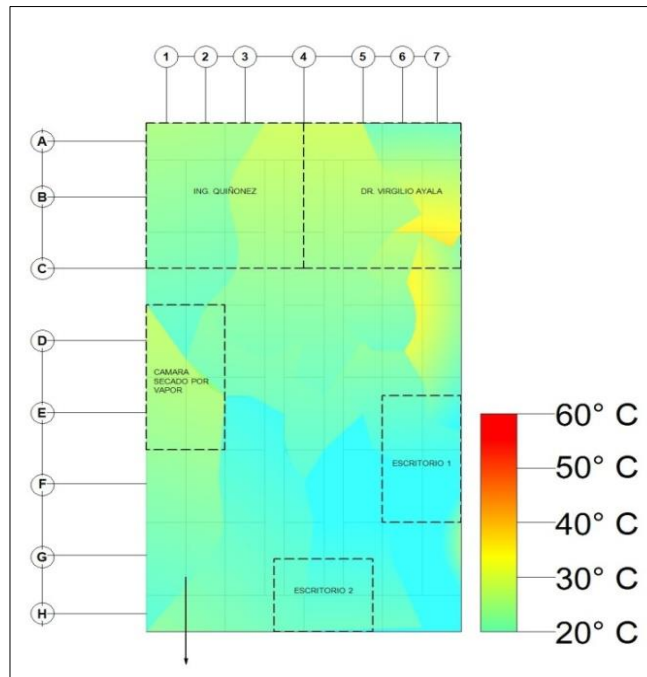 1 2 3 4 5 6 7
A
B
C
D
E
F
G
H
ING. QUIÑONEZ
DR. VIRGILIO AYALA
CAMARA
SECADO POR
VAPOR
ESCRITORIO 1
ESCRITORIO 2
60° C
50° C
40° C
30° C
20° C